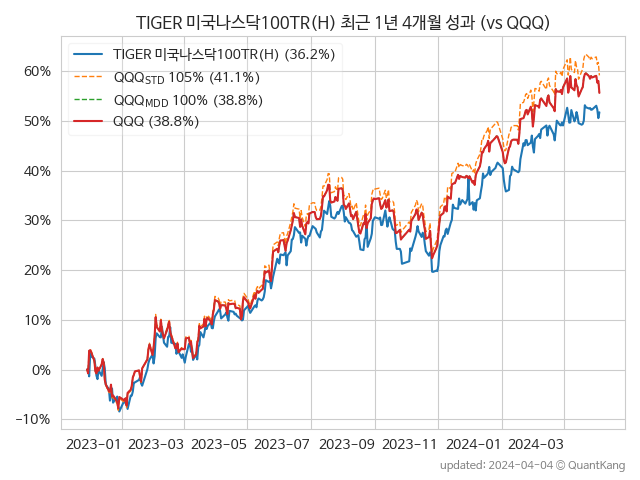 TIGER 미국나스닥100TR(H) 최근 1년 4개월 성과 (vs QQQ)
TIGER 미국나스닥100TR(H) (36.2%)
QQQSTD 105% (41.1%)
QQQMDD 100% (38.8%)
QQQ (38.8%)
60%
50%
40%
30%
20%
10%
0%
−10%
2023-01 2023-03 2023-05 2023-07 2023-09 2023-11 2024-01 2024-03
updated: 2024-04-04 © QuantKang